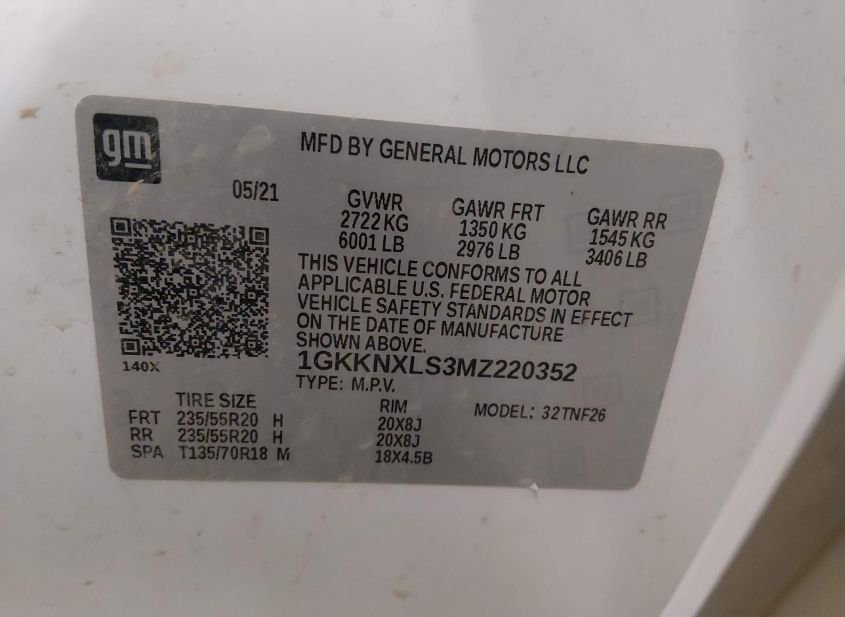 gm
MFD BY GENERAL MOTORS LLC
05/21
GVWR GAWR FRT GAWR RR
2722 KG 1350 KG 1545 KG
6001 LB 2976 LB 3406 LB
THIS VEHICLE CONFORMS TO ALL
APPLICABLE U.S. FEDERAL MOTOR
VEHICLE SAFETY STANDARDS IN EFFECT
ON THE DATE OF MANUFACTURE
SHOWN ABOVE.
140X
1GKKNXLS3MZ220352
TYPE: M.P.V.
TIRE SIZE RIM MODEL: 32TNF26
FRT 235/55R20 H 20X8J
RR 235/55R20 H 20X8J
SPA T135/70R18 M 18X4.5B